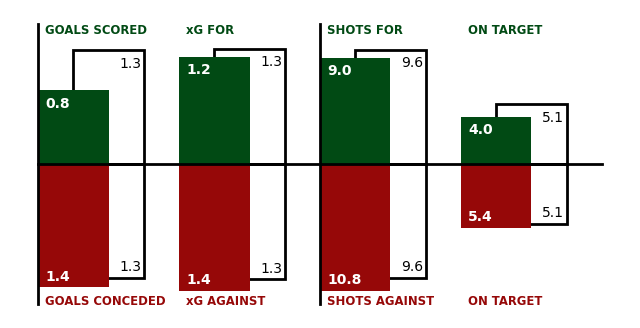 GOALS SCORED xG FOR SHOTS FOR ON TARGET
1.3 1.3 9.6
0.8 1.2 9.0
4.0 5.1
5.4 5.1
1.4 1.3 1.4 1.3 10.8 9.6
GOALS CONCEDED xG AGAINST SHOTS AGAINST ON TARGET